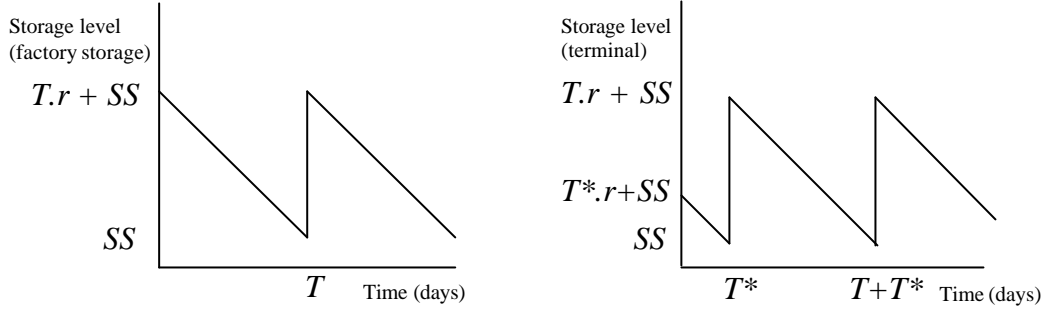 Storage level
(factory storage)
T.r + SS
SS
T
Time (days)
Storage level
(terminal)
T.r + SS
T*.r+SS
SS
T*
T+T*
Time (days)